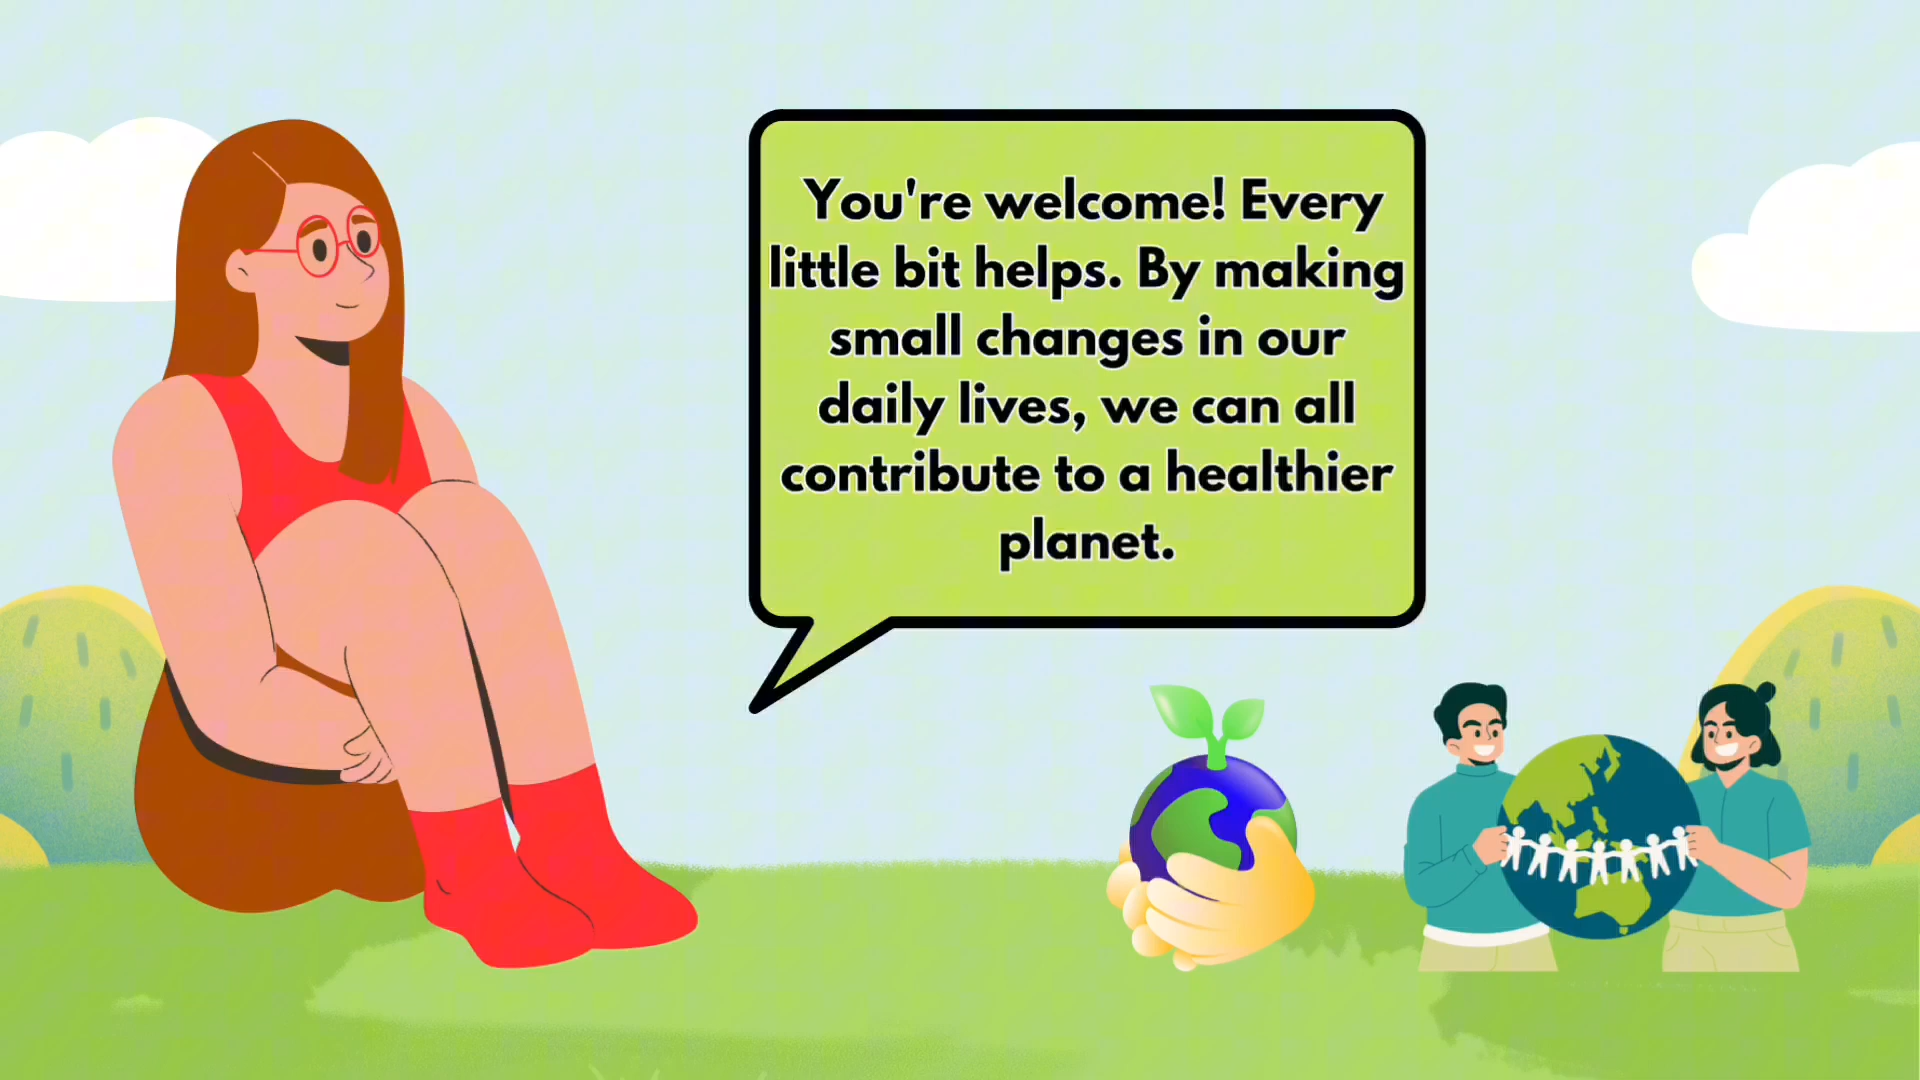 You're welcome! Every
little bit helps. By making
small changes in our
daily lives, we can all
contribute to a healthier
planet.